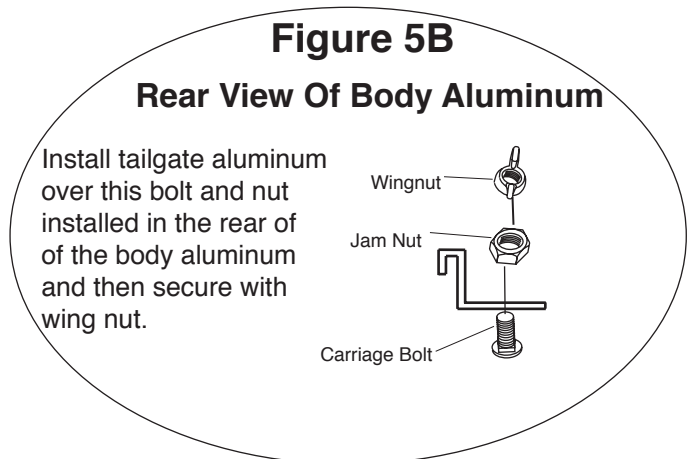 Figure 5B
Rear View Of Body Aluminum
Install tailgate aluminum
over this bolt and nut
installed in the rear of
of the body aluminum
and then secure with
wing nut.
Wingnut
Jam Nut
Carriage Bolt